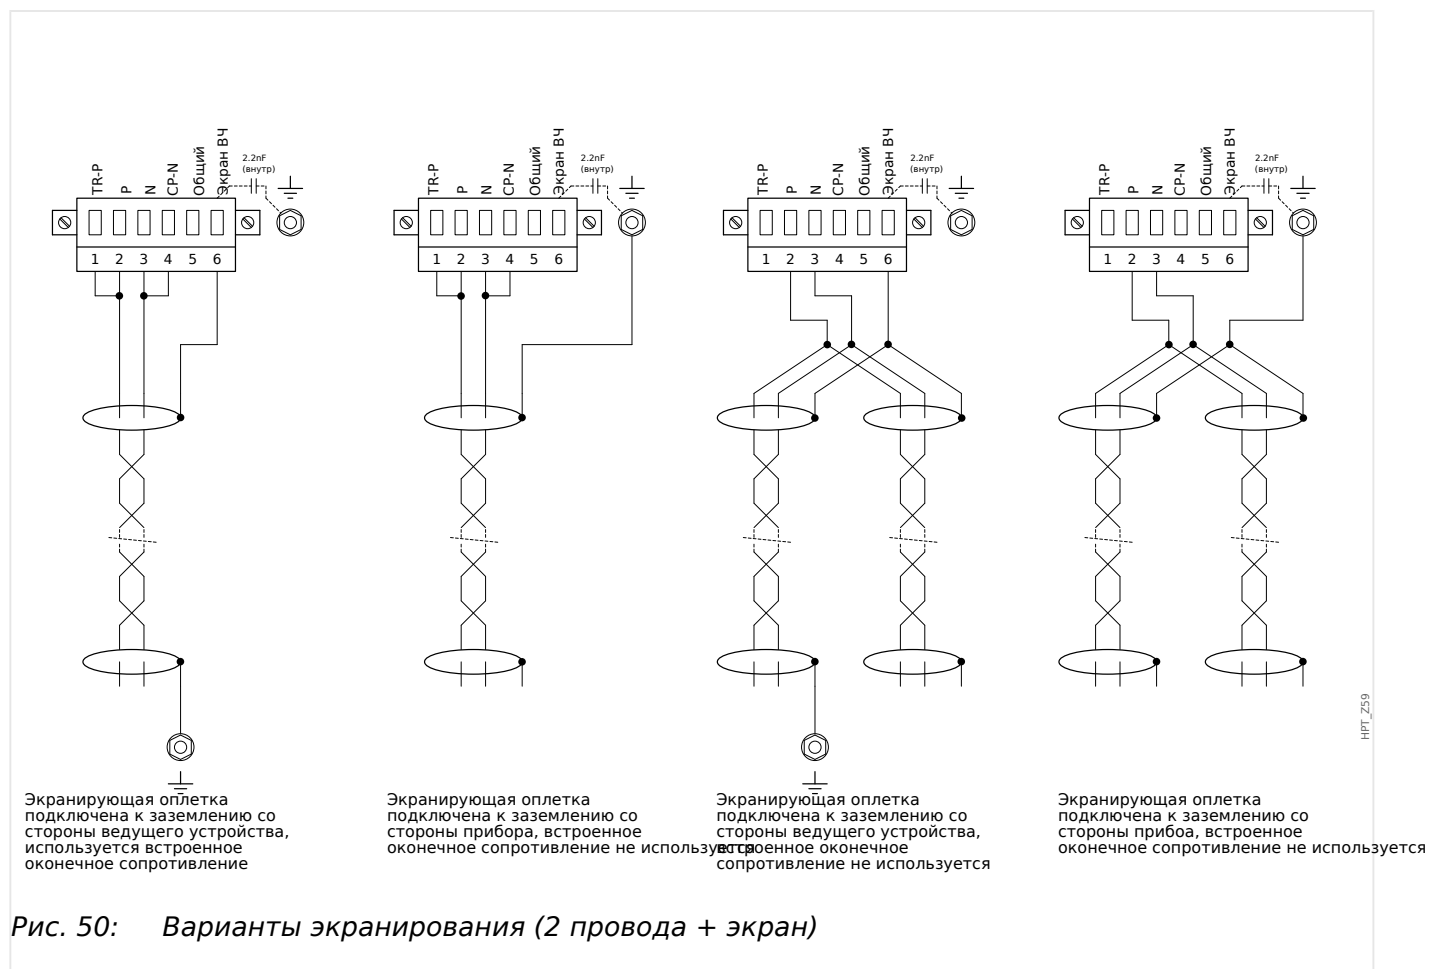 TR-P
P
N
CP-N
Общий
Экран ВЧ
2.2nF
(внутр)
1 2 3 4 5 6
TR-P
P
N
CP-N
Общий
Экран ВЧ
2.2nF
(внутр)
1 2 3 4 5 6
TR-P
P
N
CP-N
Общий
Экран ВЧ
2.2nF
(внутр)
1 2 3 4 5 6
TR-P
P
N
CP-N
Общий
Экран ВЧ
2.2nF
(внутр)
1 2 3 4 5 6
HPT_Z59
Экранирующая оплетка
подключена к заземлению со
стороны ведущего устройства,
используется встроенное
оконечное сопротивление
Экранирующая оплетка
подключена к заземлению со
стороны прибора, встроенное
оконечное сопротивление не используется
Экранирующая оплетка
подключена к заземлению со
стороны ведущего устройства,
встроенное оконечное
сопротивление не используется
Экранирующая оплетка
подключена к заземлению со
стороны прибоа, встроенное
оконечное сопротивление не используется
Рис. 50: Варианты экранирования (2 провода + экран)